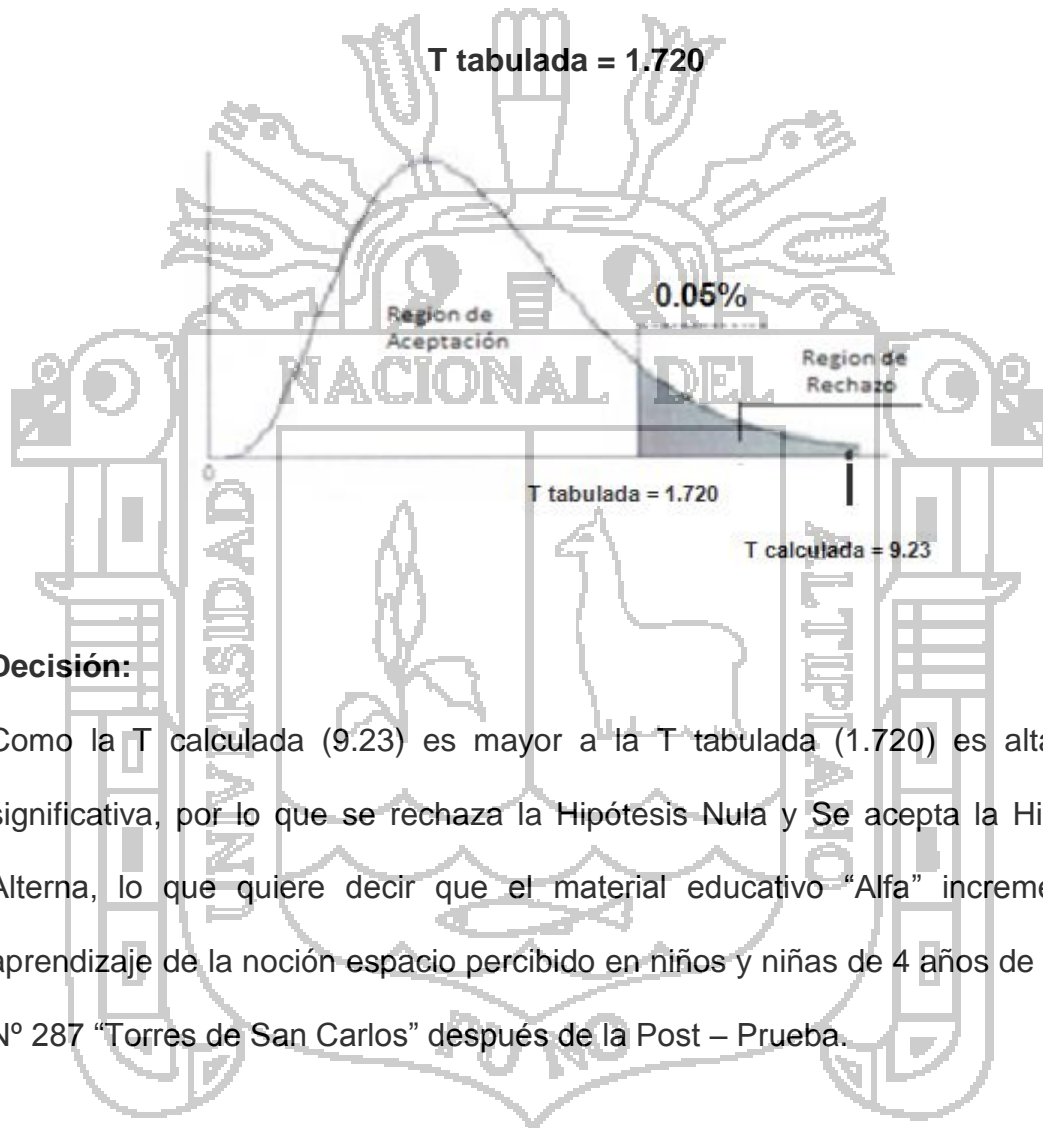 T tabulada = 1.720
0.05%
Region de
Aceptación
Region de
Rechazo
0
T tabulada = 1.720
T calculada = 9.23
NACIONAL DEL
UNIVERSIDAD
ALTIPLANO
Decisión:
Como la T calculada (9.23) es mayor a la T tabulada (1.720) es alta
significativa, por lo que se rechaza la Hipótesis Nula y Se acepta la Hi
Alterna, lo que quiere decir que el material educativo “Alfa” increme
aprendizaje de la noción espacio percibido en niños y niñas de 4 años de
Nº 287 “Torres de San Carlos” después de la Post – Prueba.
PUNO